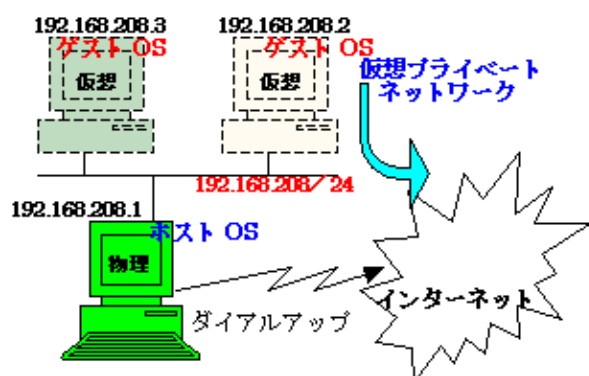 192.168.208.3
192.168.208.2
ゲスト OS
ゲスト OS
仮想
仮想
仮想プライベート
ネットワーク
192.168.208／24
192.168.208.1
ホスト OS
物理
インターネット
ダイアルアップ